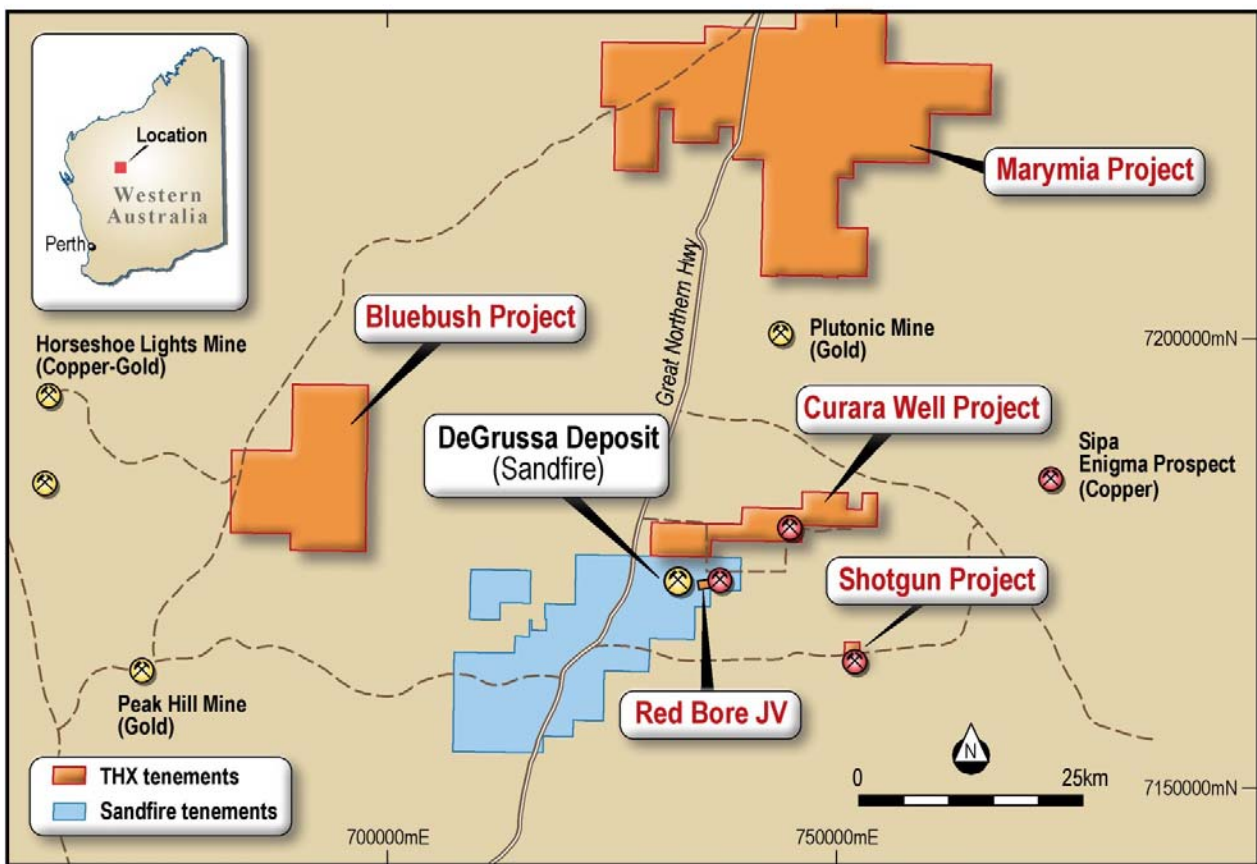 Location
Western
Australia
Perth
Marymia Project
Great Northern Hwy
Bluebush Project
Plutonic Mine
(Gold)
7200000mN
Horseshoe Lights Mine
(Copper-Gold)
Curara Well Project
DeGrussa Deposit
(Sandfire)
Sipa
Enigma Prospect
(Copper)
Shotgun Project
Red Bore JV
Peak Hill Mine
(Gold)
N
THX tenements
Sandfire tenements
0 25km
7150000mN
700000mE
750000mE